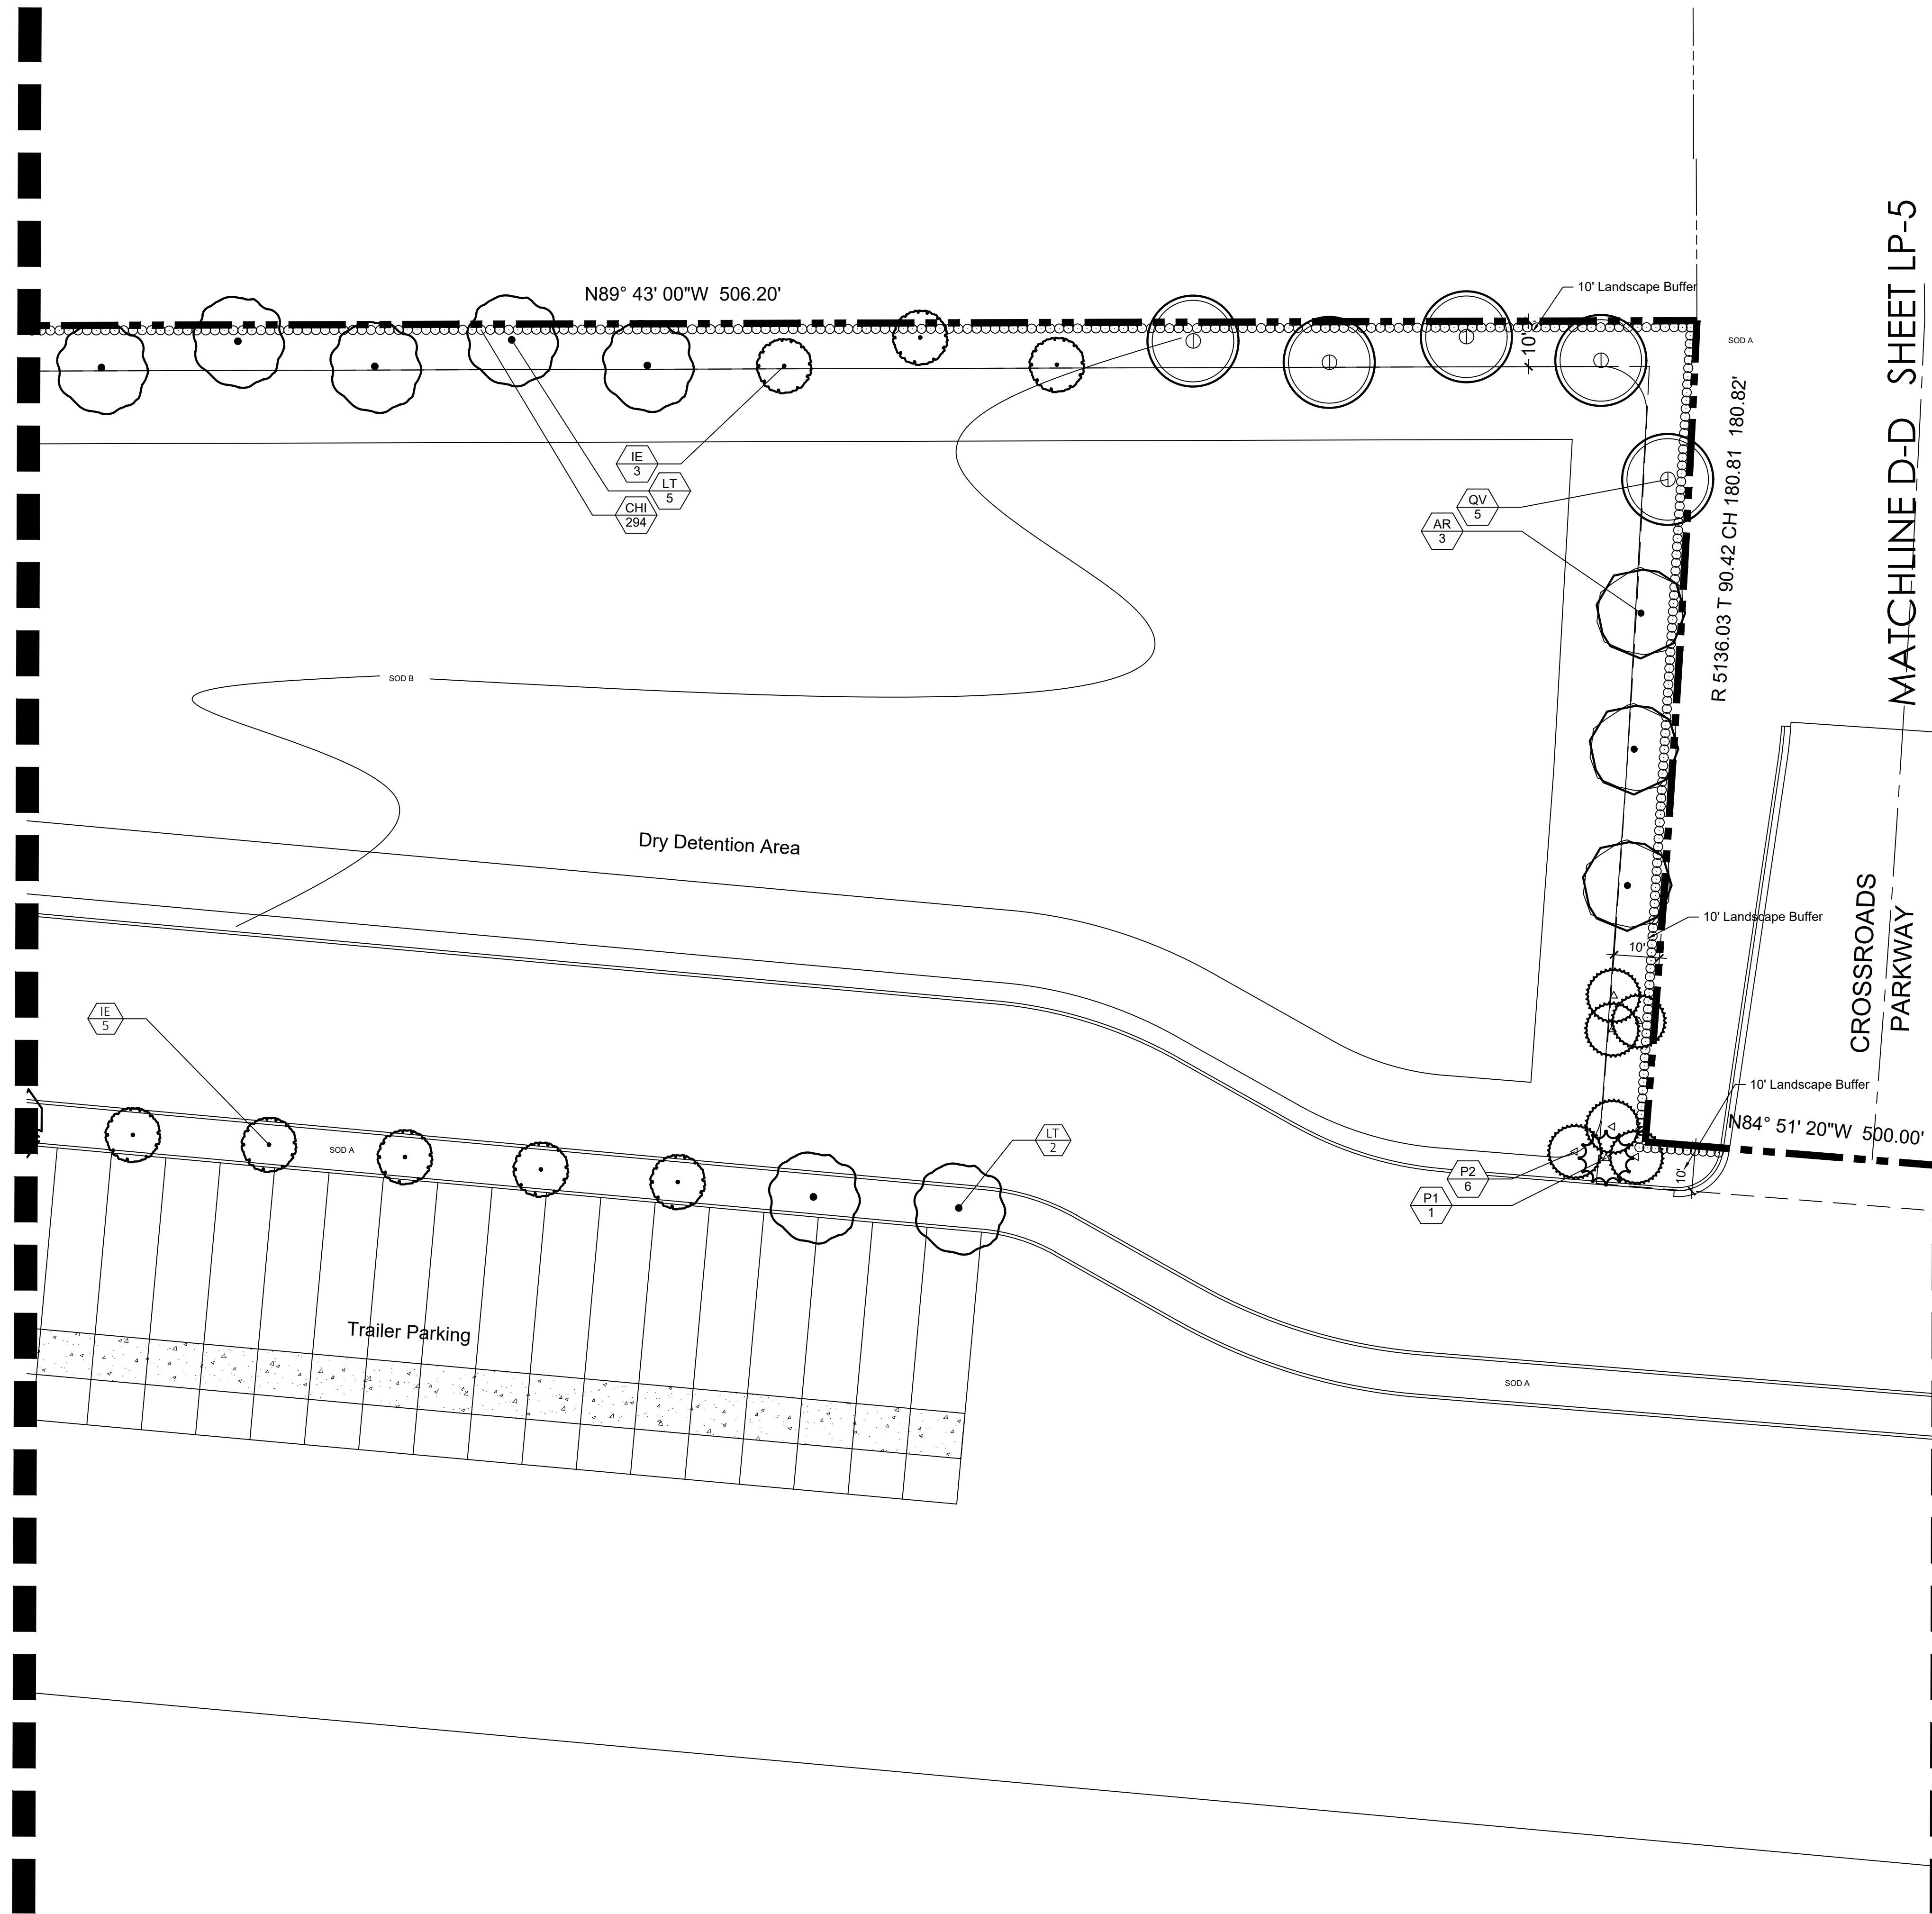 N89° 43' 00"W  506.20'
10' Landscape Buffer
10'
SOD A
MATCHLINE D-D   SHEET LP-5
R 5136.03 T 90.42 CH 180.81  180.82'
IE
3
LT
5
CHI
294
QV
5
AR
3
SOD B
Dry Detention Area
10' Landscape Buffer
10'
CROSSROADS
PARKWAY
IE
5
10' Landscape Buffer
N84° 51' 20"W  500.00'
10'
SOD A
LT
2
P2
6
P1
1
Trailer Parking
SOD A